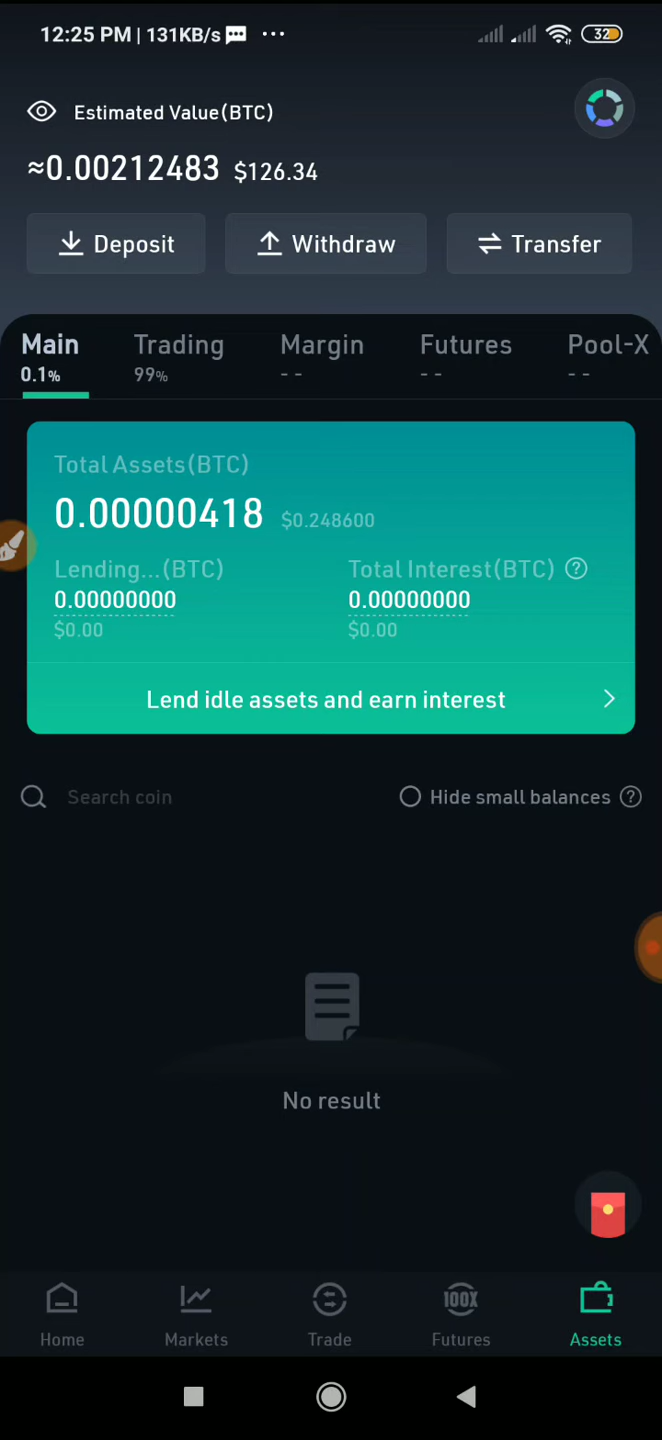 12:25 PM | 131KB/s ...
32
Estimated Value(BTC)
≈0.00212483 $126.34
Deposit Withdraw Transfer
Main Trading Margin Futures Pool-X
0.1% 99% -- -- --
Total Assets(BTC)
0.00000418 $0.248600
Lending...(BTC) Total Interest(BTC) ?
0.00000000 0.00000000
$0.00 $0.00
Lend idle assets and earn interest
Search coin Hide small balances ?
No result
100X
Home Markets Trade Futures Assets